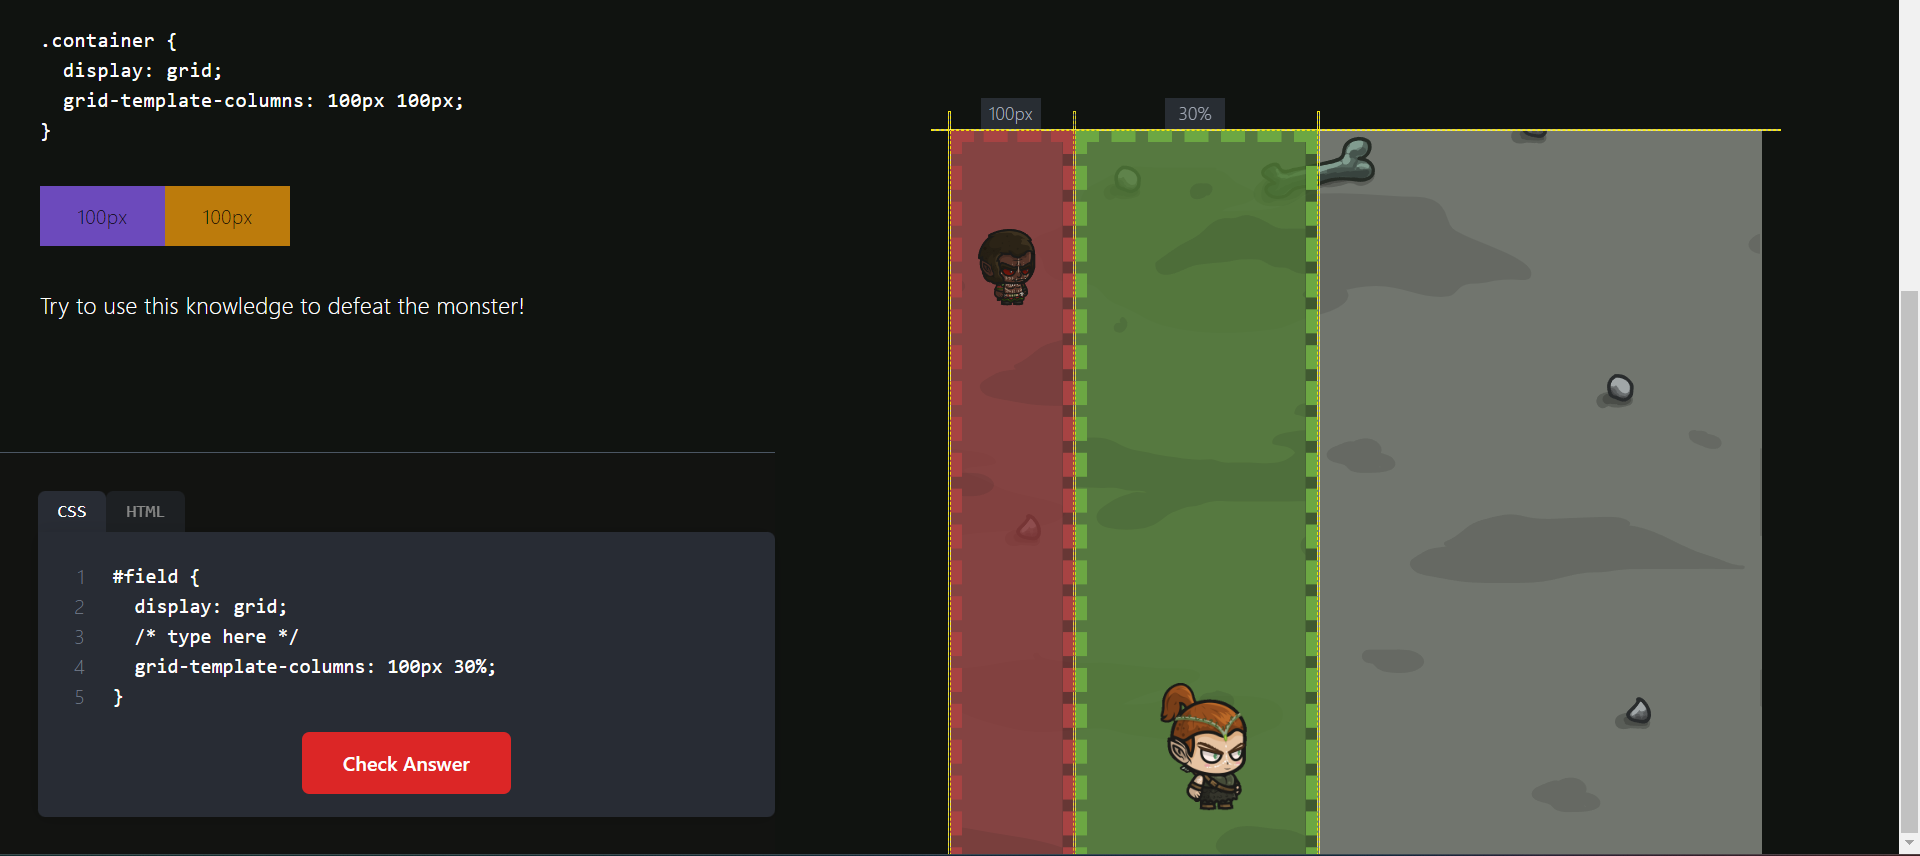 .container {
  display: grid;
  grid-template-columns: 100px 100px;
}
100px 100px
Try to use this knowledge to defeat the monster!
CSS HTML
1 #field {
2   display: grid;
3   /* type here */
4   grid-template-columns: 100px 30%;
5 }
Check Answer
100px 30%